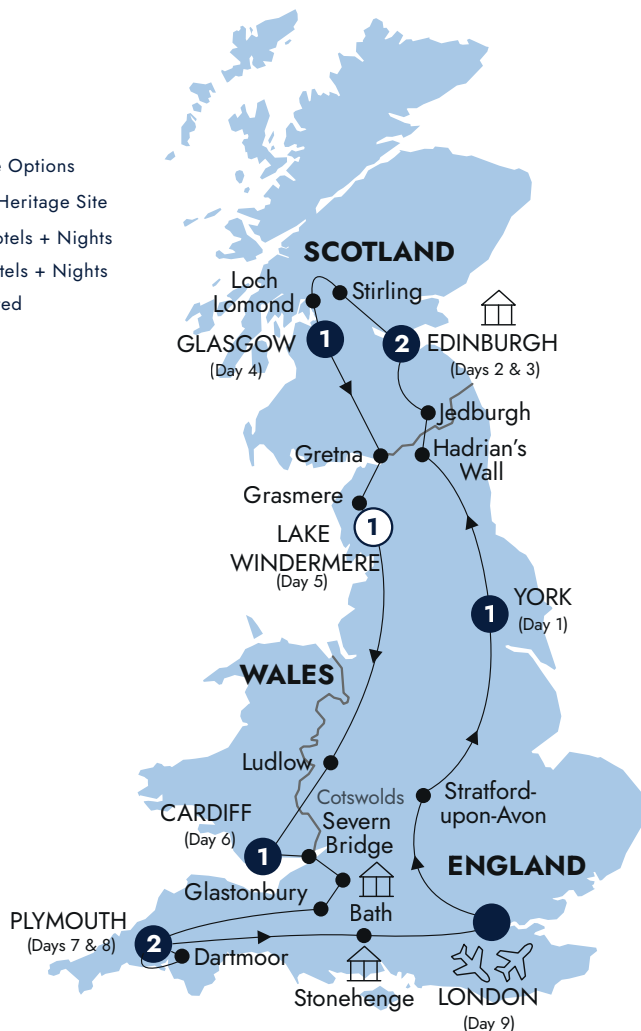 e Options
Heritage Site
otels + Nights
tels + Nights
ed
SCOTLAND
Loch
Lomond
Stirling
1
GLASGOW
(Day 4)
2
EDINBURGH
(Days 2 & 3)
Jedburgh
Gretna
Hadrian's
Wall
Grasmere
1
LAKE
WINDERMERE
(Day 5)
1
YORK
(Day 1)
WALES
Ludlow
Cotswolds
Stratford-
upon-Avon
CARDIFF
(Day 6)
1
Severn
Bridge
ENGLAND
Glastonbury
Bath
PLYMOUTH
(Days 7 & 8)
2
Dartmoor
Stonehenge
LONDON
(Day 9)